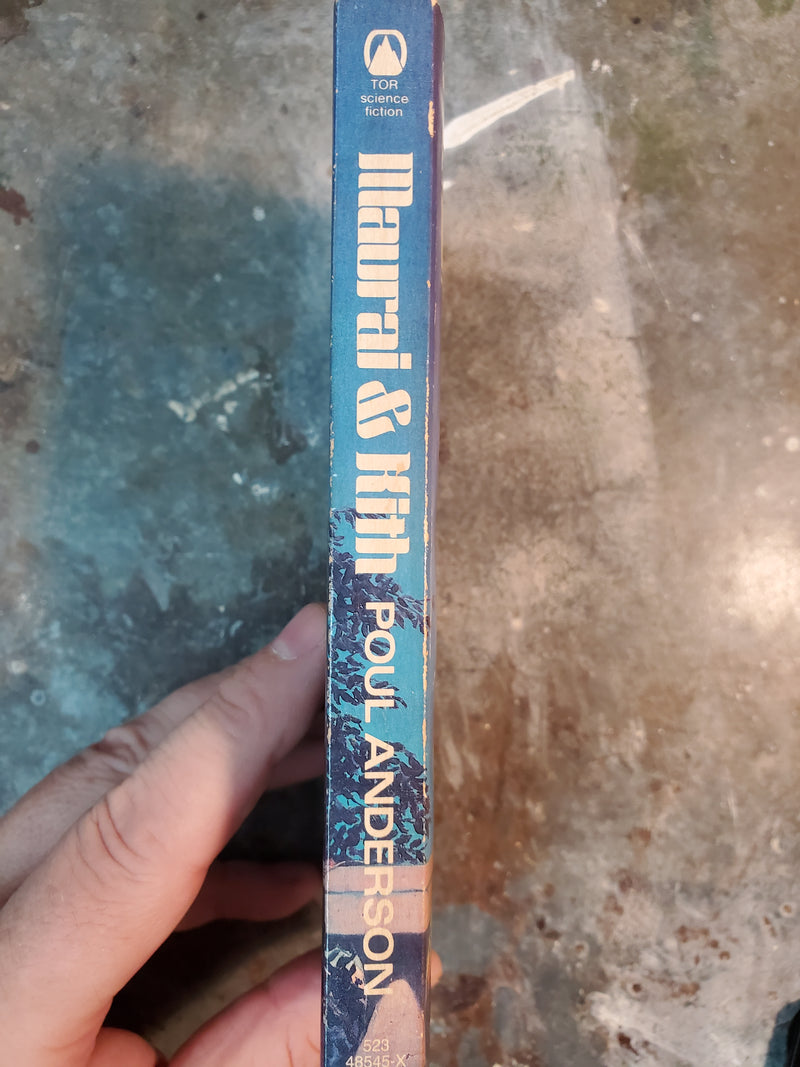 TOR
science
fiction
Maurai & Kith
POUL ANDERSON
523
48545-X